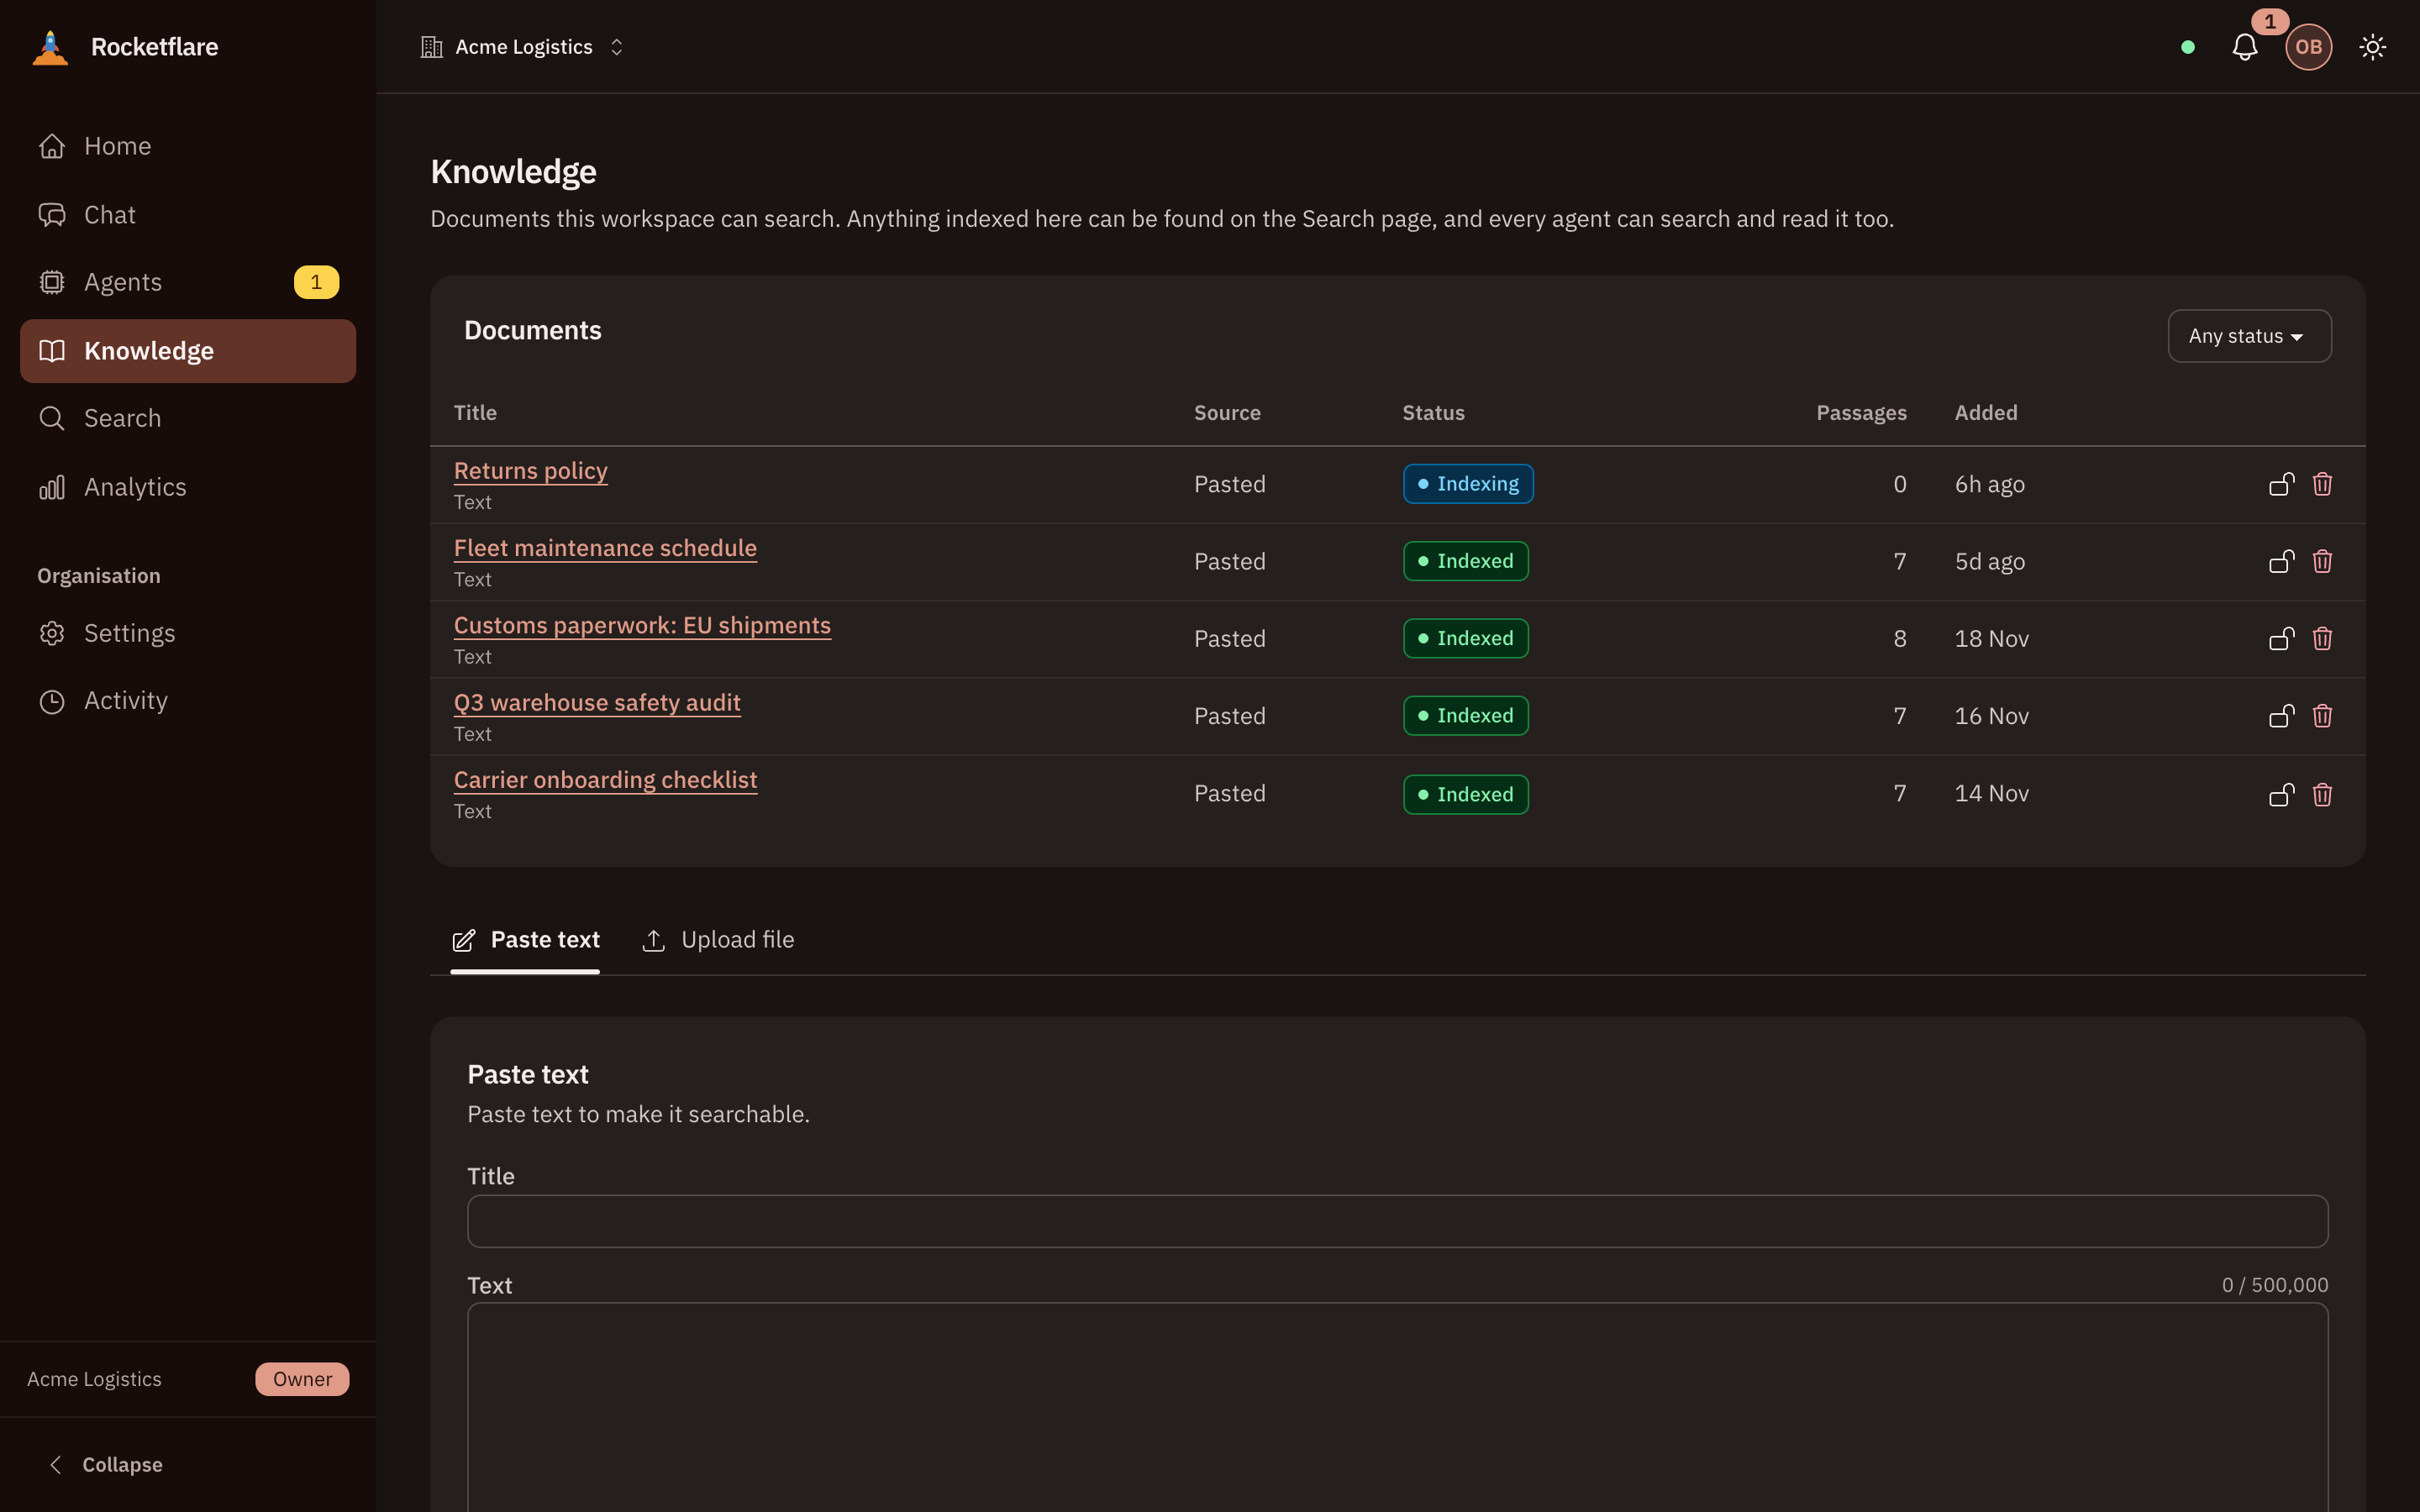 Rocketflare
Acme Logistics
1
OB
Home
Chat
Agents 1
Knowledge
Search
Analytics
Organisation
Settings
Activity
Acme Logistics Owner
Collapse
Knowledge
Documents this workspace can search. Anything indexed here can be found on the Search page, and every agent can search and read it too.
Documents
Any status
Title Source Status Passages Added
Returns policy
Text
Pasted Indexing 0 6h ago
Fleet maintenance schedule
Text
Pasted Indexed 7 5d ago
Customs paperwork: EU shipments
Text
Pasted Indexed 8 18 Nov
Q3 warehouse safety audit
Text
Pasted Indexed 7 16 Nov
Carrier onboarding checklist
Text
Pasted Indexed 7 14 Nov
Paste text Upload file
Paste text
Paste text to make it searchable.
Title
Text 0 / 500,000